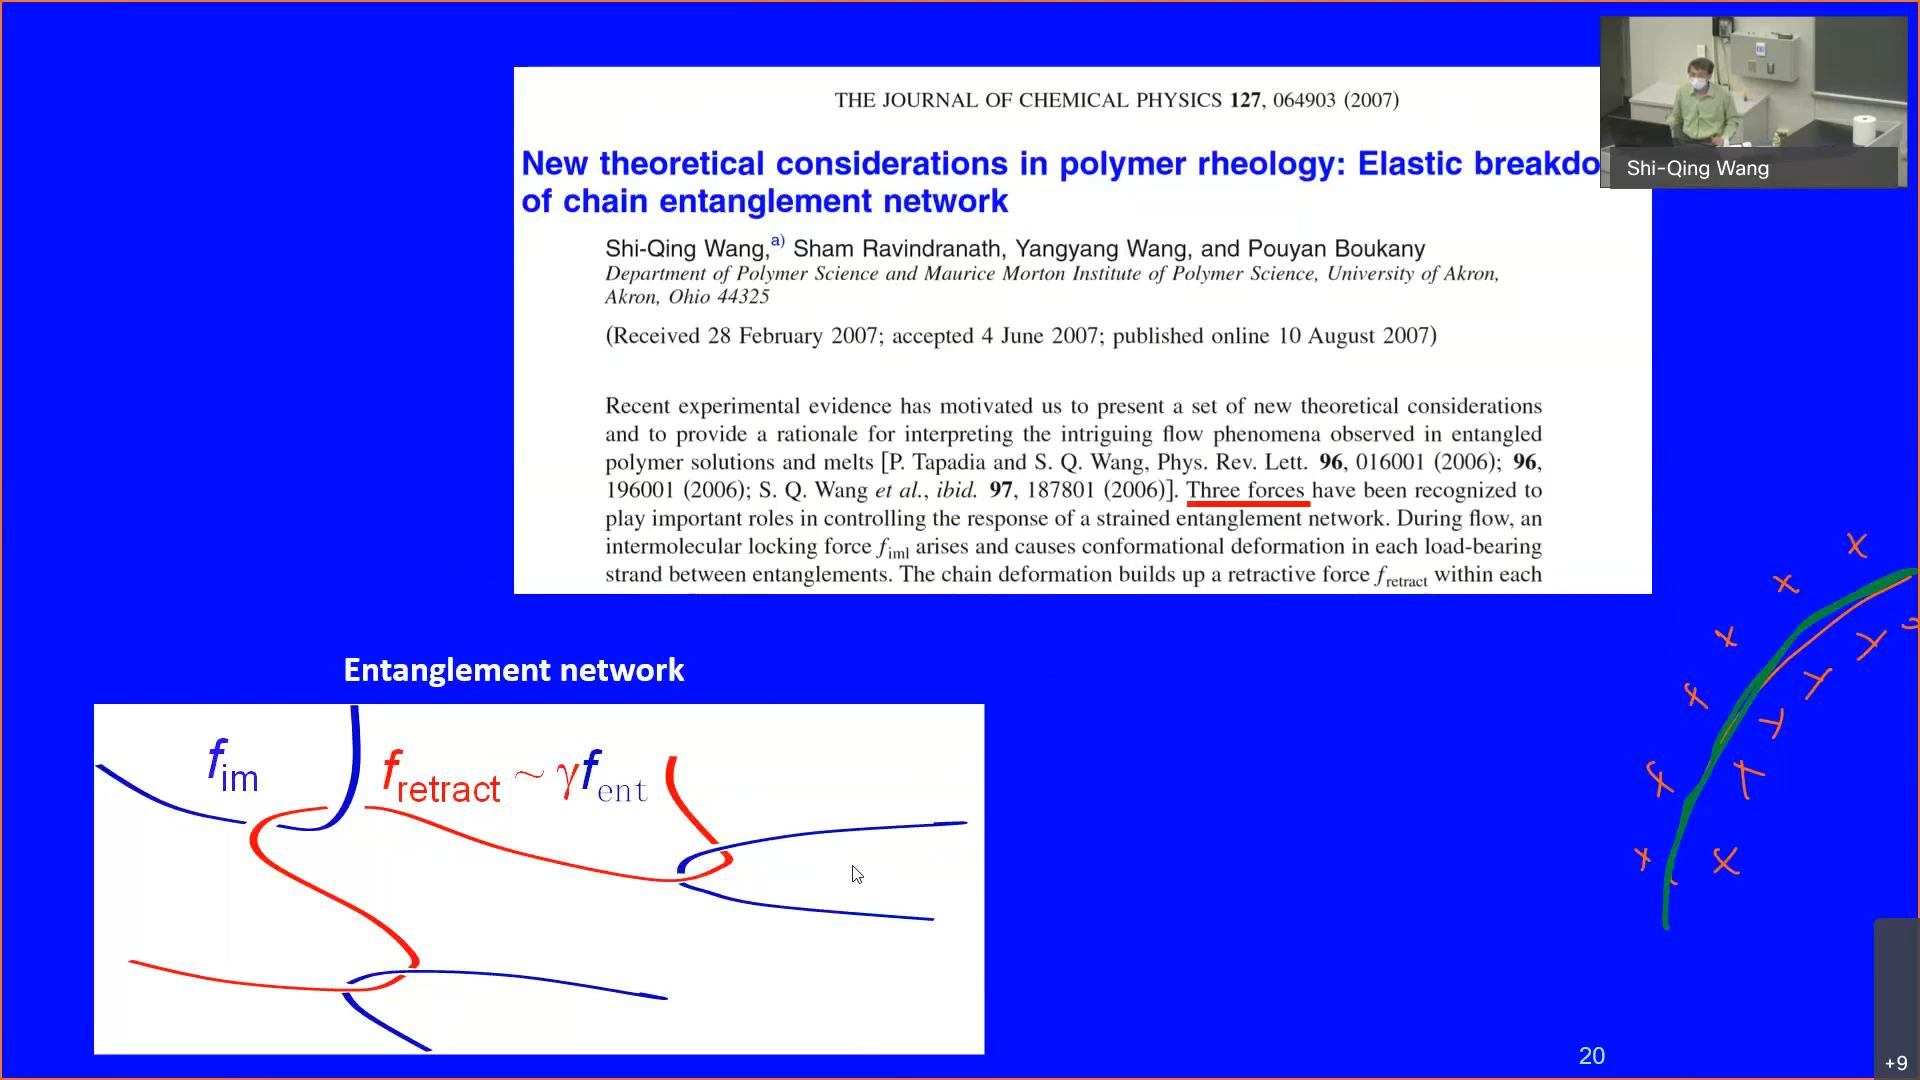 THE JOURNAL OF CHEMICAL PHYSICS 127, 064903 (2007)
New theoretical considerations in polymer rheology: Elastic breakdo
of chain entanglement network
Shi-Qing Wang,a) Sham Ravindranath, Yangyang Wang, and Pouyan Boukany
Department of Polymer Science and Maurice Morton Institute of Polymer Science, University of Akron,
Akron, Ohio 44325
(Received 28 February 2007; accepted 4 June 2007; published online 10 August 2007)
Recent experimental evidence has motivated us to present a set of new theoretical considerations
and to provide a rationale for interpreting the intriguing flow phenomena observed in entangled
polymer solutions and melts [P. Tapadia and S. Q. Wang, Phys. Rev. Lett. 96, 016001 (2006); 96,
196001 (2006); S. Q. Wang et al., ibid. 97, 187801 (2006)]. Three forces have been recognized to
play important roles in controlling the response of a strained entanglement network. During flow, an
intermolecular locking force fiml arises and causes conformational deformation in each load-bearing
strand between entanglements. The chain deformation builds up a retractive force fretract within each
Shi-Qing Wang
Entanglement network
fim
fretract ~ γfent
20
+9